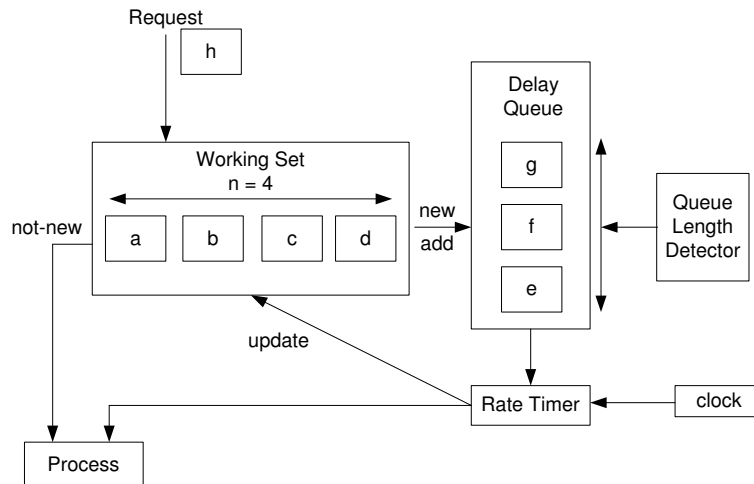 Request
h
Working Set
n = 4
a
b
c
d
not-new
new
add
Delay
Queue
g
f
e
Queue
Length
Detector
update
Rate Timer
clock
Process